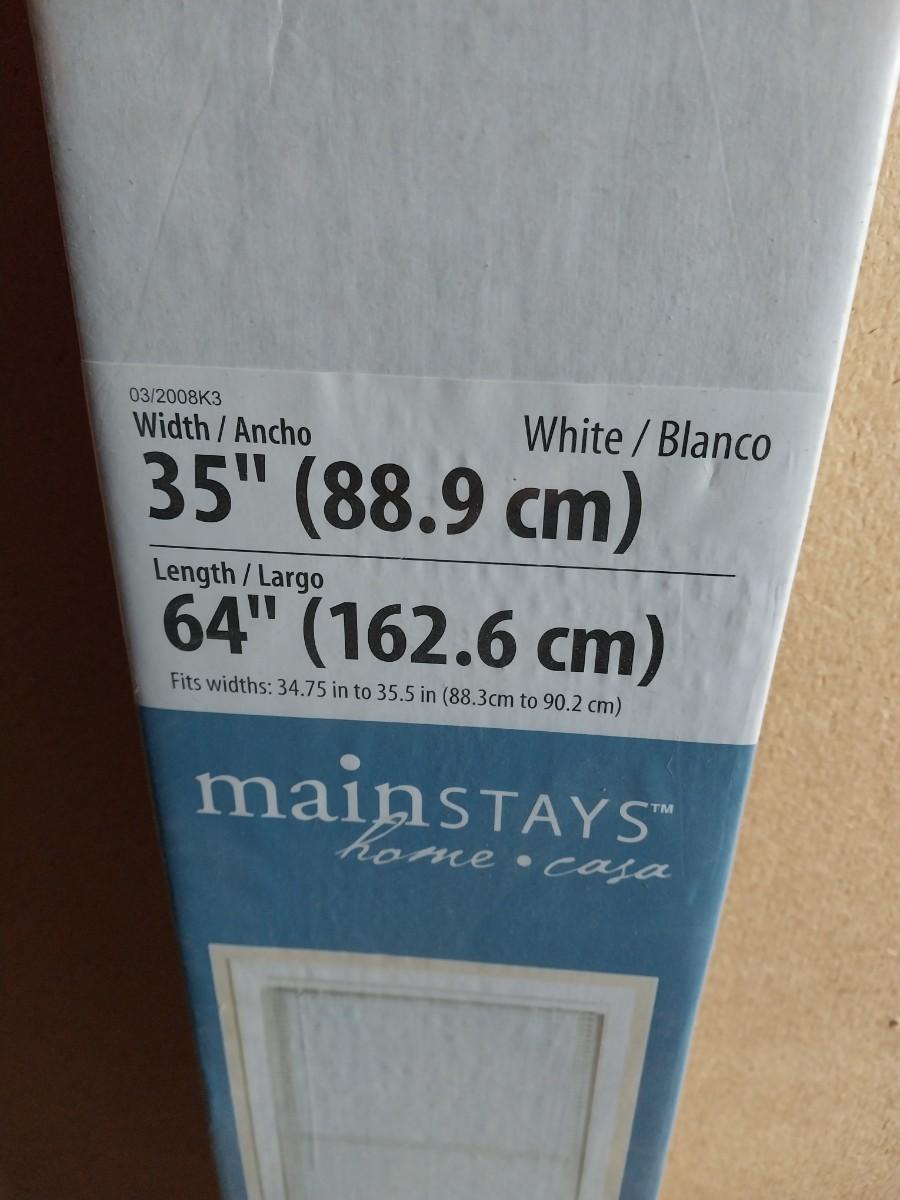 03/2008K3
Width / Ancho
White / Blanco
35" (88.9 cm)
Length / Largo
64" (162.6 cm)
Fits widths: 34.75 in to 35.5 in (88.3cm to 90.2 cm)
mainSTAYS™
home • casa